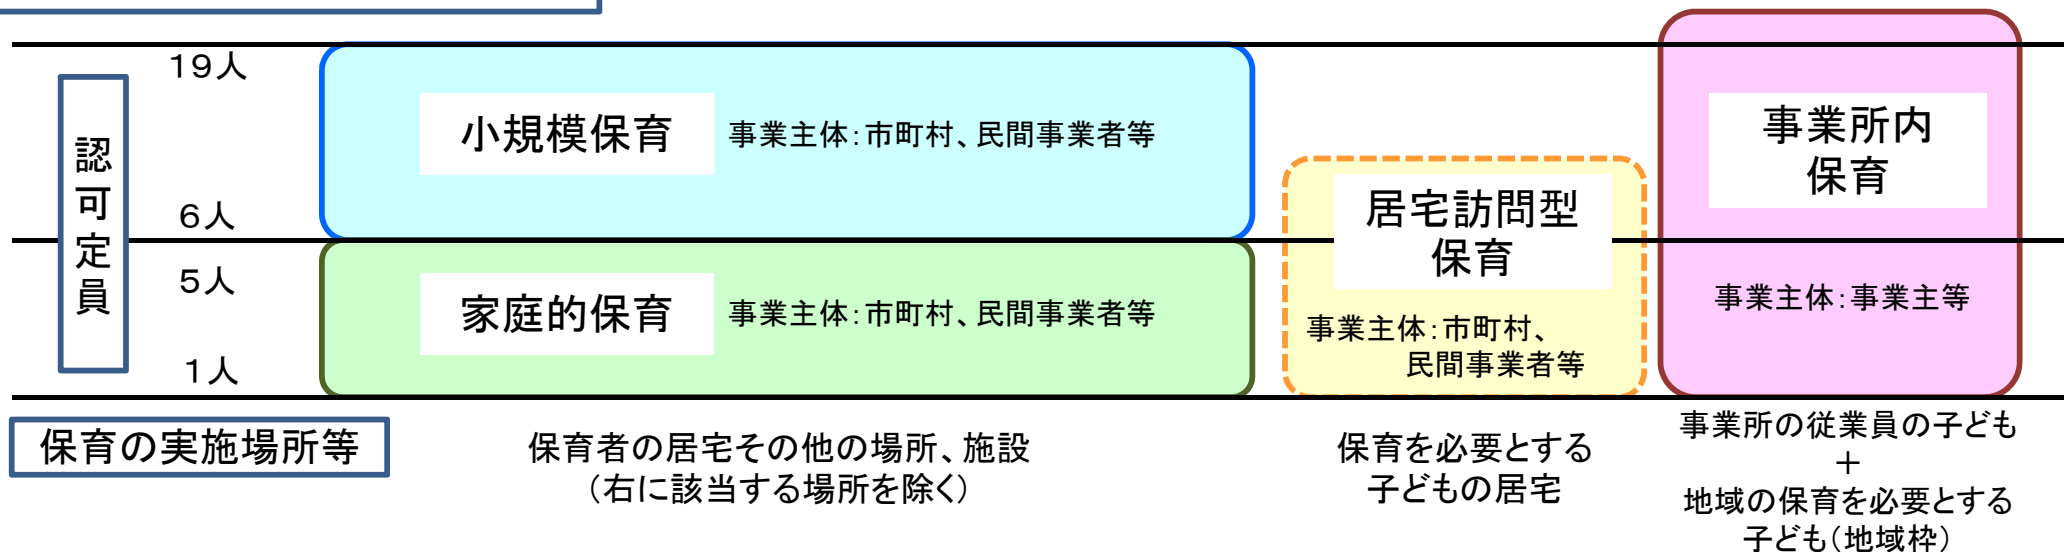 認可定員
19人
6人
5人
1人
小規模保育
事業主体:市町村、民間事業者等
家庭的保育
事業主体:市町村、民間事業者等
居宅訪問型
保育
事業主体:市町村、
民間事業者等
事業所内
保育
事業主体:事業主等
保育の実施場所等
保育者の居宅その他の場所、施設
(右に該当する場所を除く)
保育を必要とする
子どもの居宅
事業所の従業員の子ども
+
地域の保育を必要とする
子ども(地域枠)